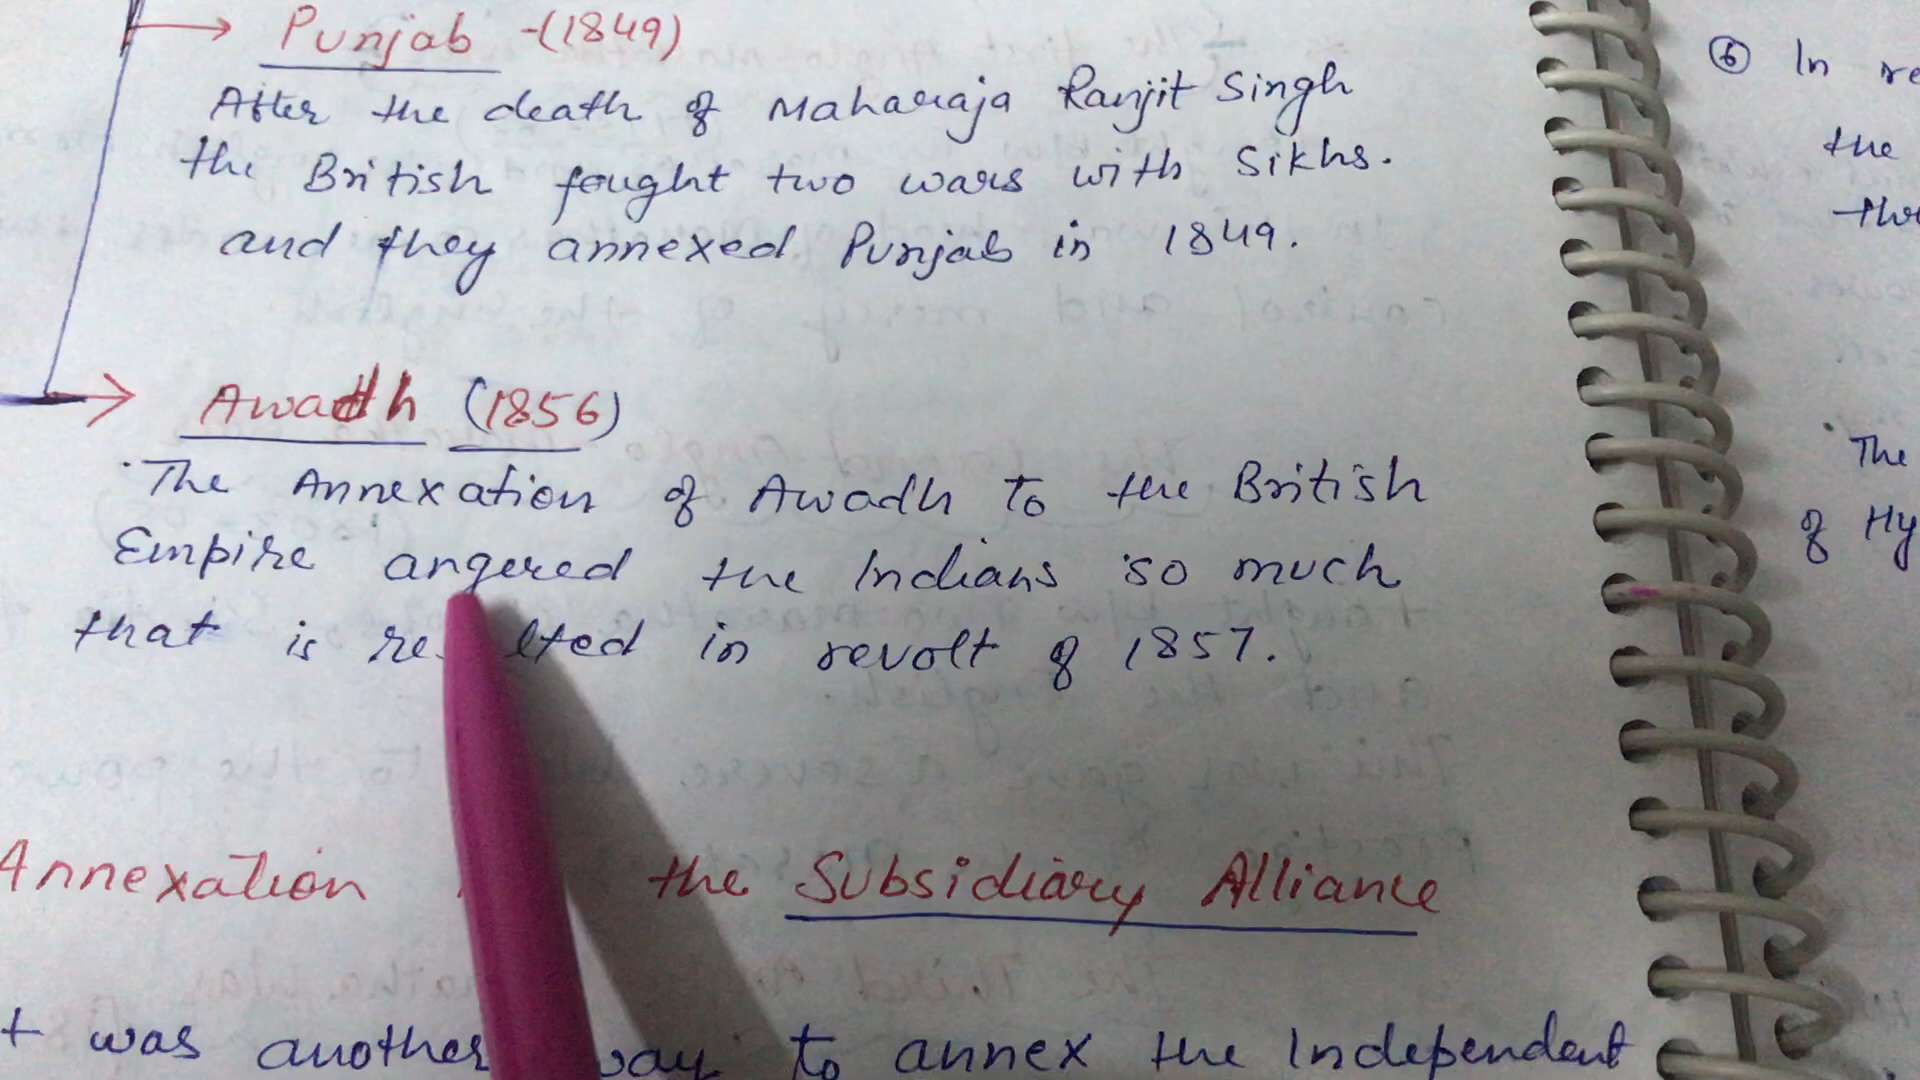 Punjab -(1849)
After the death of Maharaja Ranjit Singh
the British fought two wars with Sikhs.
and they annexed Punjab in 1849.
Awadh (1856)
The Annexation of Awadh to the British
Empire angered the Indians so much
that is in revolt of 1857.
Annexation the Subsidiary Alliance
was another way to annex the Independent
6 In
the
The
of